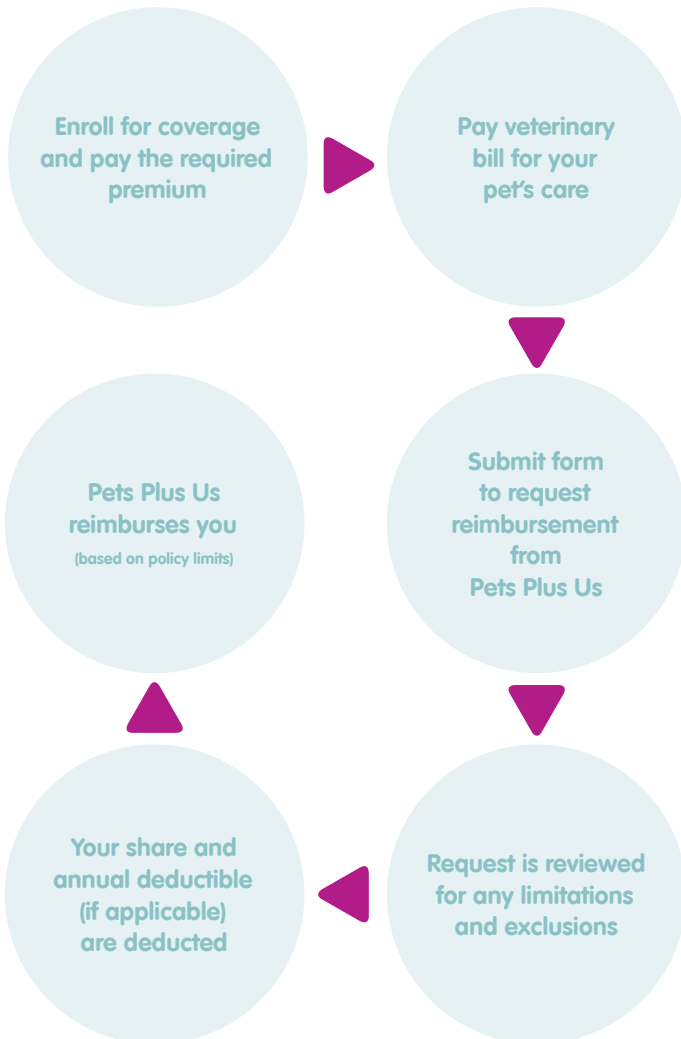 Enroll for coverage
and pay the required
premium
Pay veterinary
bill for your
pet's care
Submit form
to request
reimbursement
from
Pets Plus Us
Request is reviewed
for any limitations
and exclusions
Your share and
annual deductible
(if applicable)
are deducted
Pets Plus Us
reimburses you
(based on policy limits)